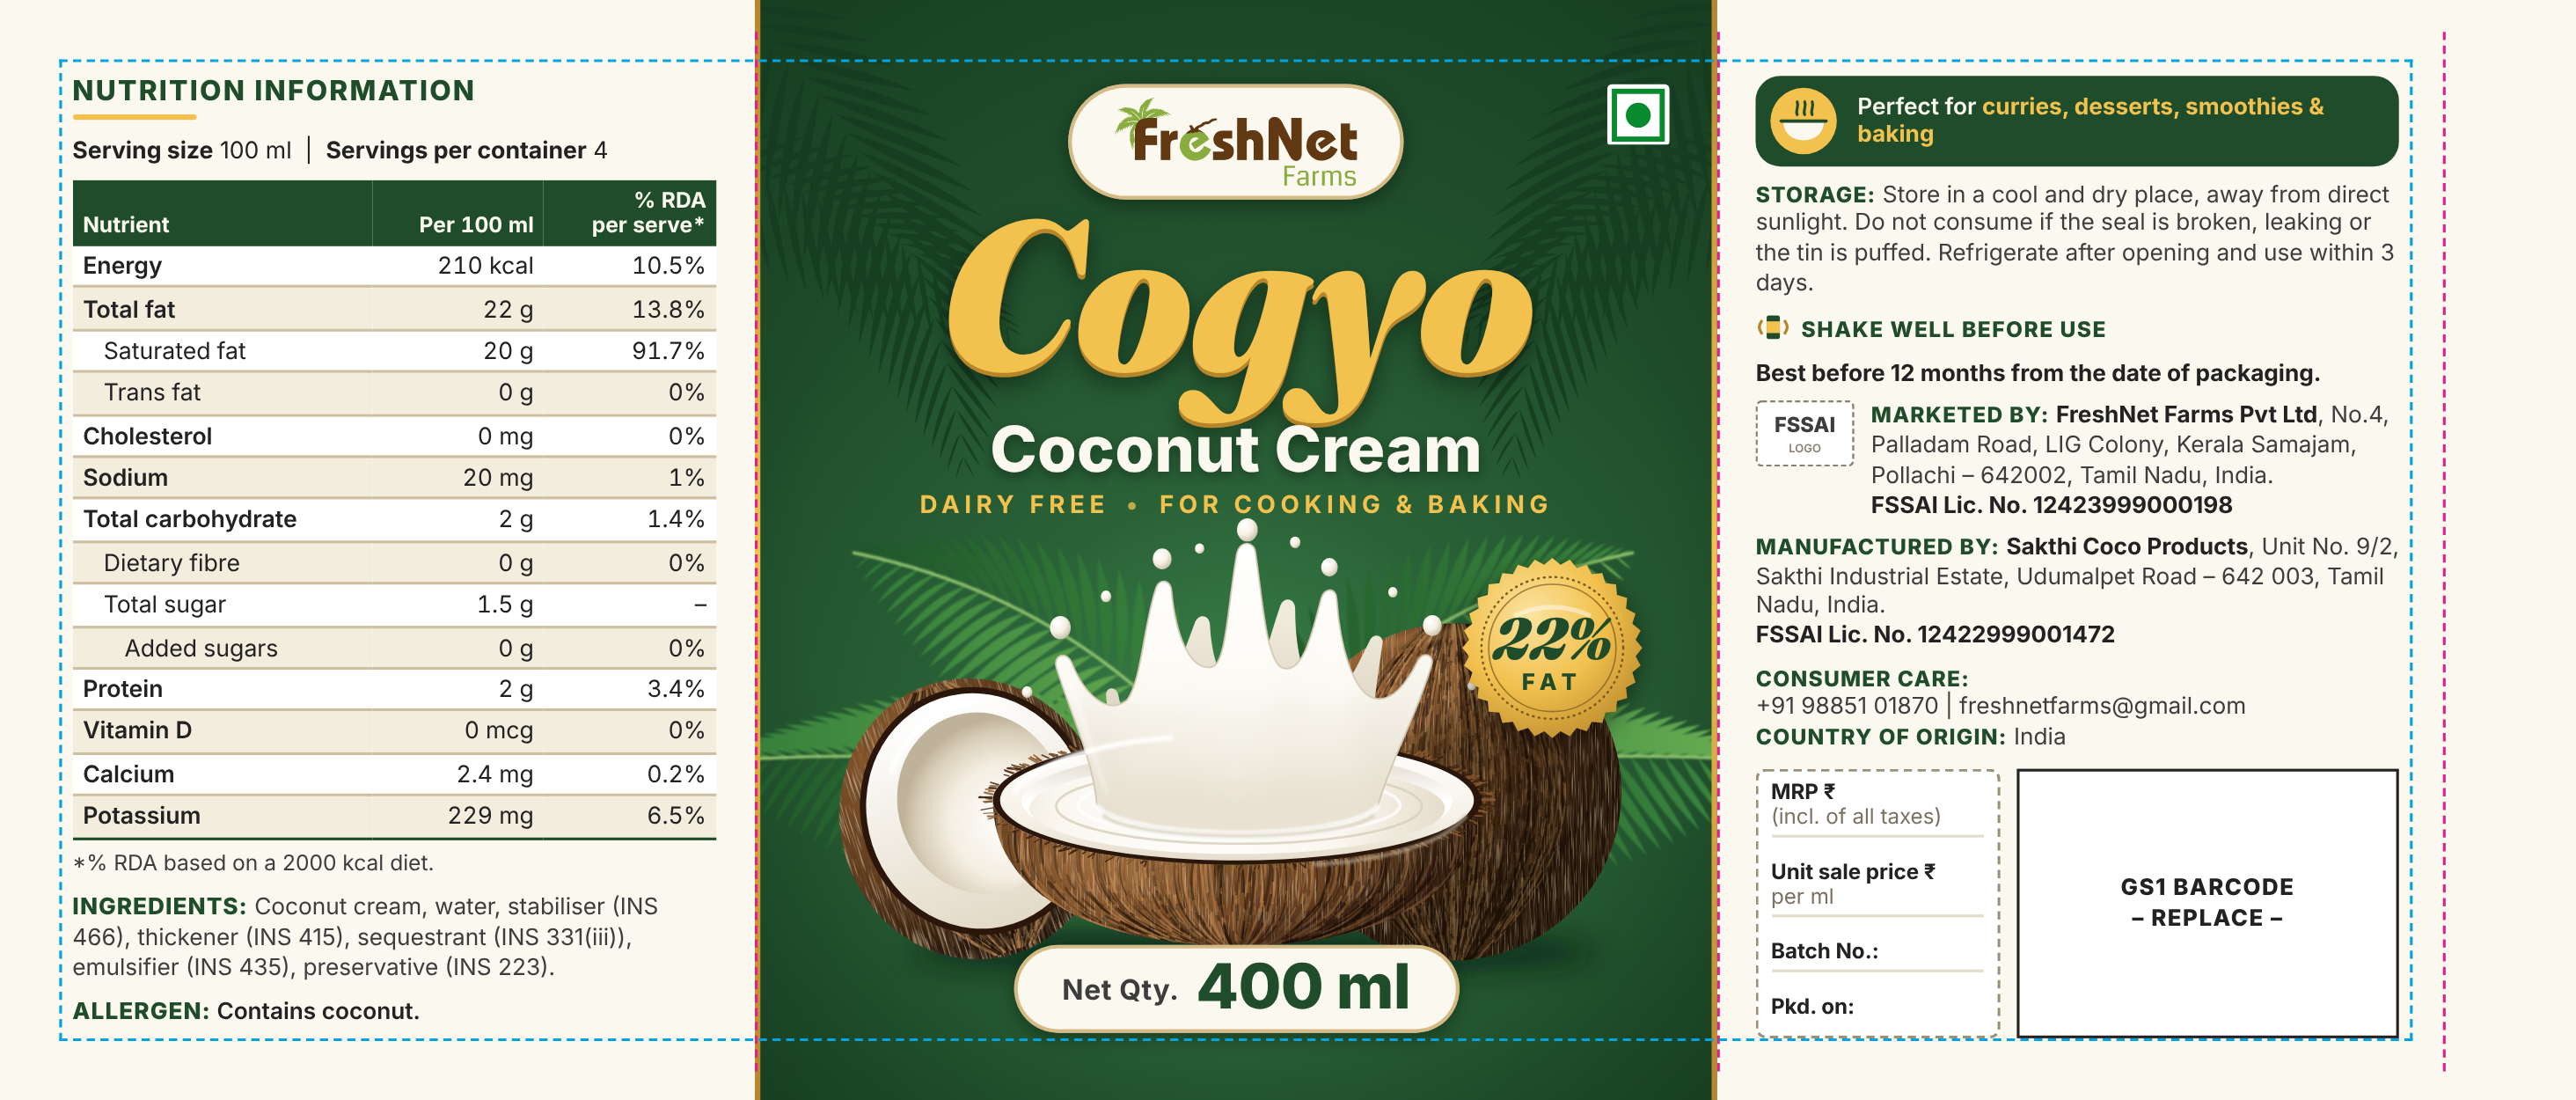 NUTRITION INFORMATION
Serving size 100 ml | Servings per container 4
Nutrient Per 100 ml % RDA per serve*
Energy 210 kcal 10.5%
Total fat 22 g 13.8%
Saturated fat 20 g 91.7%
Trans fat 0 g 0%
Cholesterol 0 mg 0%
Sodium 20 mg 1%
Total carbohydrate 2 g 1.4%
Dietary fibre 0 g 0%
Total sugar 1.5 g –
Added sugars 0 g 0%
Protein 2 g 3.4%
Vitamin D 0 mcg 0%
Calcium 2.4 mg 0.2%
Potassium 229 mg 6.5%
*% RDA based on a 2000 kcal diet.
INGREDIENTS: Coconut cream, water, stabiliser (INS
466), thickener (INS 415), sequestrant (INS 331(iii)),
emulsifier (INS 435), preservative (INS 223).
ALLERGEN: Contains coconut.
FreshNet
Farms
Cogyo
Coconut Cream
DAIRY FREE • FOR COOKING & BAKING
22%
FAT
Net Qty. 400 ml
Perfect for curries, desserts, smoothies &
baking
STORAGE: Store in a cool and dry place, away from direct
sunlight. Do not consume if the seal is broken, leaking or
the tin is puffed. Refrigerate after opening and use within 3
days.
SHAKE WELL BEFORE USE
Best before 12 months from the date of packaging.
FSSAI
LOGO
MARKETED BY: FreshNet Farms Pvt Ltd, No.4,
Palladam Road, LIG Colony, Kerala Samajam,
Pollachi – 642002, Tamil Nadu, India.
FSSAI Lic. No. 12423999000198
MANUFACTURED BY: Sakthi Coco Products, Unit No. 9/2,
Sakthi Industrial Estate, Udumalpet Road – 642 003, Tamil
Nadu, India.
FSSAI Lic. No. 12422999001472
CONSUMER CARE:
+91 98851 01870 | freshnetfarms@gmail.com
COUNTRY OF ORIGIN: India
MRP ₹
(incl. of all taxes)
Unit sale price ₹
per ml
Batch No.:
Pkd. on:
GS1 BARCODE
– REPLACE –